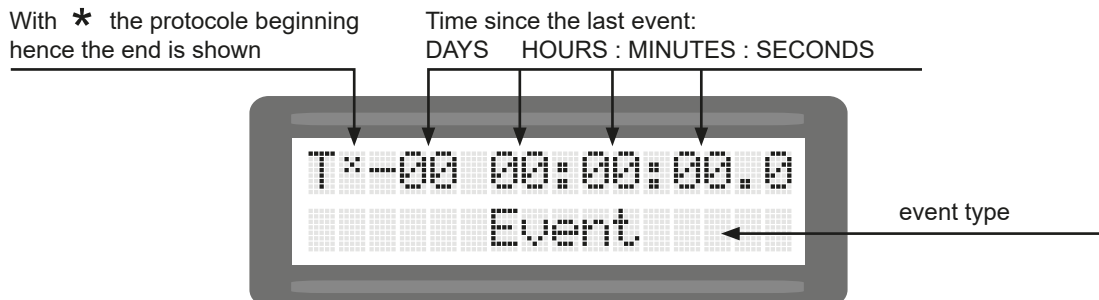 With * the protocole beginning
hence the end is shown
Time since the last event:
DAYS HOURS : MINUTES : SECONDS
T*-00 00:00:00.0
Event
event type